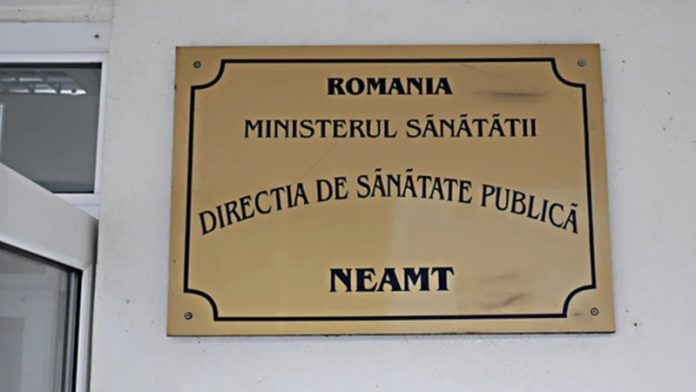 ROMANIA
MINISTERUL SĂNĂTĂTII
DIRECTIA DE SĂNĂTATE PUBLICĂ
NEAMT